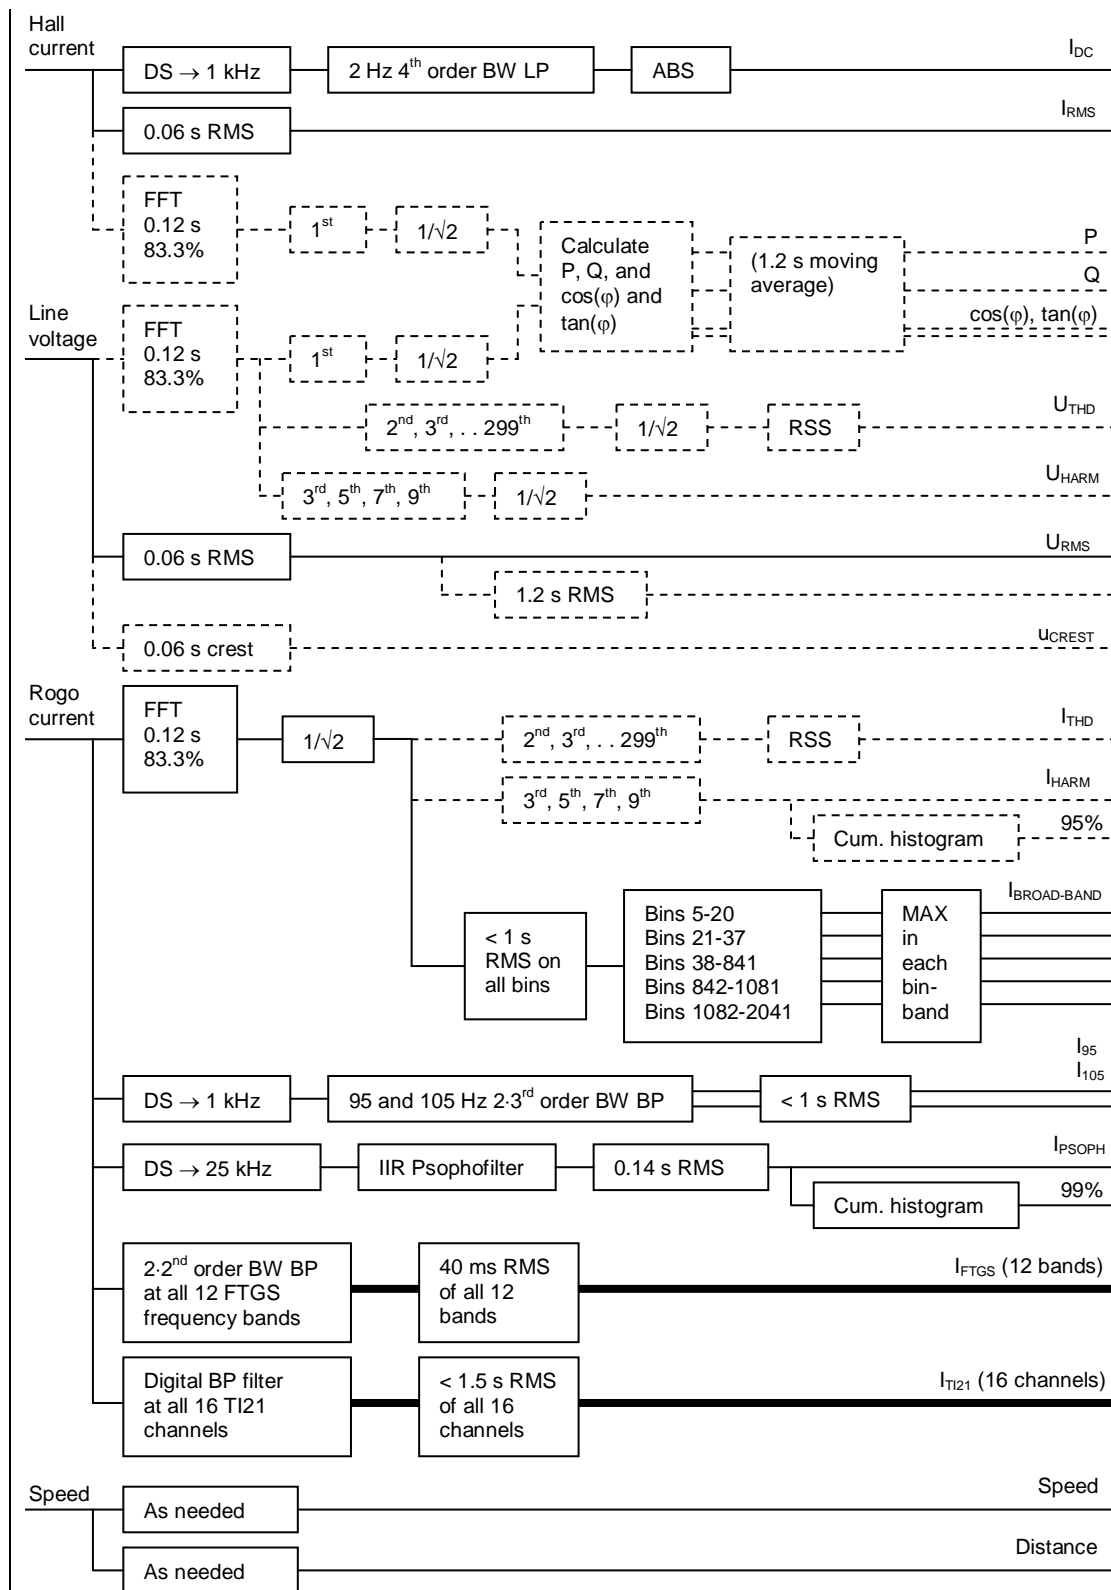 Hall
current
DS → 1 kHz
2 Hz 4th order BW LP
ABS
IDC
0.06 s RMS
IRMS
FFT
0.12 s
83.3%
1st
1/√2
Calculate
P, Q, and
cos(φ) and
tan(φ)
(1.2 s moving
average)
P
Q
cos(φ), tan(φ)
Line
voltage
FFT
0.12 s
83.3%
1st
1/√2
2nd, 3rd, . . 299th
1/√2
RSS
UTHD
3rd, 5th, 7th, 9th
1/√2
UHARM
0.06 s RMS
URMS
1.2 s RMS
0.06 s crest
uCREST
Rogo
current
FFT
0.12 s
83.3%
1/√2
2nd, 3rd, . . 299th
RSS
ITHD
3rd, 5th, 7th, 9th
IHARM
Cum. histogram
95%
< 1 s
RMS on
all bins
Bins 5-20
Bins 21-37
Bins 38-841
Bins 842-1081
Bins 1082-2041
MAX
in
each
bin-
band
IBROAD-BAND
DS → 1 kHz
95 and 105 Hz 2·3rd order BW BP
< 1 s RMS
I95
I105
DS → 25 kHz
IIR Psophofilter
0.14 s RMS
IPSOPH
Cum. histogram
99%
2·2nd order BW BP
at all 12 FTGS
frequency bands
40 ms RMS
of all 12
bands
IFTGS (12 bands)
Digital BP filter
at all 16 TI21
channels
< 1.5 s RMS
of all 16
channels
ITI21 (16 channels)
Speed
As needed
Speed
As needed
Distance